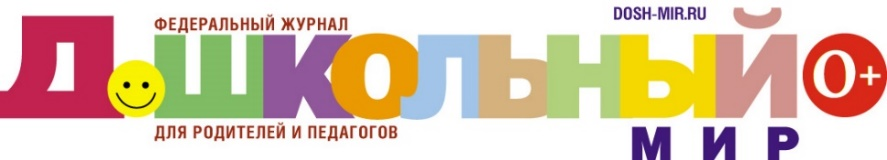 ФЕДЕРАЛЬНЫЙ ЖУРНАЛ
DOSH-MIR.RU
ДОШКОЛЬНЫЙ
0+
ДЛЯ РОДИТЕЛЕЙ И ПЕДАГОГОВ
МИР